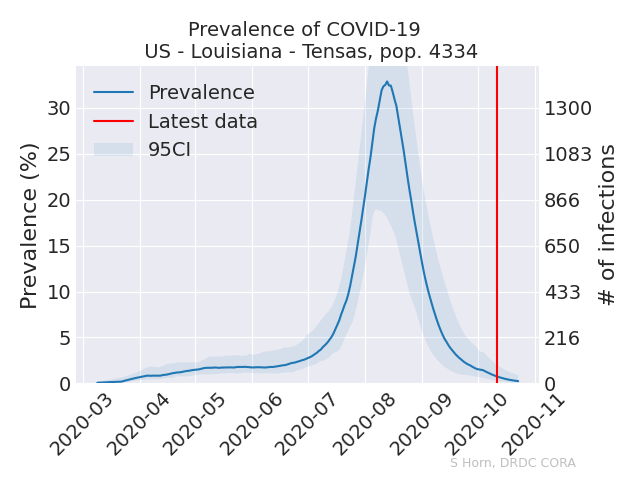 Prevalence of COVID-19
US - Louisiana - Tensas, pop. 4334
Prevalence
Latest data
95CI
Prevalence (%)
30
25
20
15
10
5
0
1300
1083
866
650
433
216
0
# of infections
2020-03
2020-04
2020-05
2020-06
2020-07
2020-08
2020-09
2020-10
2020-11
S Horn, DRDC CORA